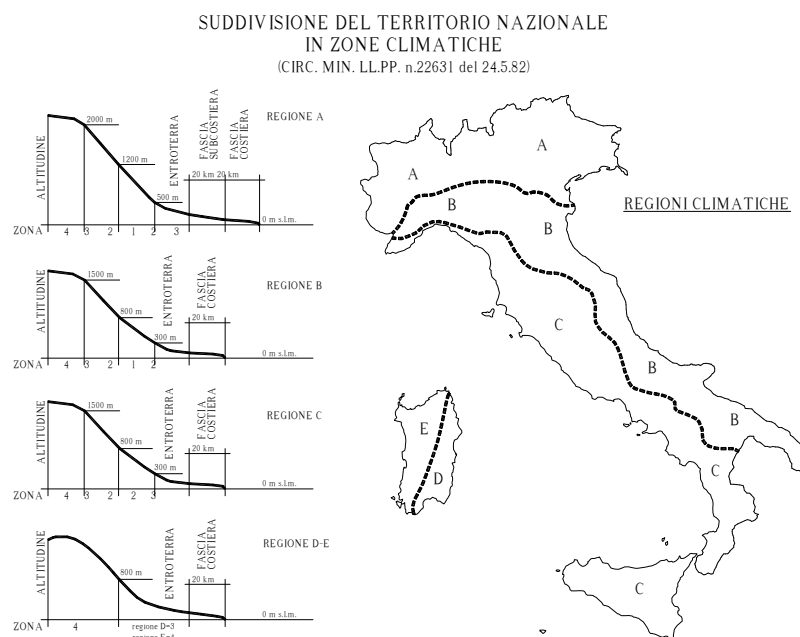 SUDDIVISIONE DEL TERRITORIO NAZIONALE
IN ZONE CLIMATICHE
(CIRC. MIN. LL.PP. n.22631 del 24.5.82)
REGIONE A
ALTITUDINE
2000 m
1200 m
500 m
ENTROTERRA
FASCIA
SUBCOSTIERA
FASCIA
COSTIERA
20 km 20 km
0 m s.l.m.
ZONA 4 3 2 1 2 3
REGIONE B
ALTITUDINE
1500 m
800 m
300 m
ENTROTERRA
FASCIA
COSTIERA
20 km
0 m s.l.m.
ZONA 4 3 2 1 2
REGIONE C
ALTITUDINE
1500 m
800 m
300 m
ENTROTERRA
FASCIA
COSTIERA
20 km
0 m s.l.m.
ZONA 4 3 2 2 3
REGIONE D-E
ALTITUDINE
800 m
ENTROTERRA
FASCIA
COSTIERA
20 km
0 m s.l.m.
ZONA 4 regione D=3
REGIONI CLIMATICHE
A
A
B
B
C
B
B
E
D
C
C